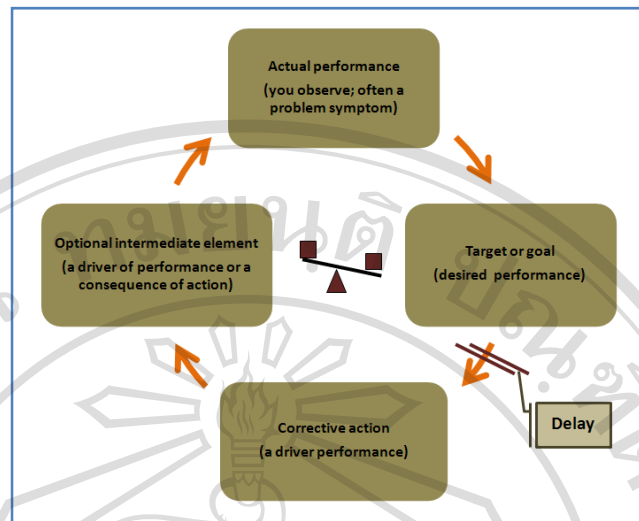 Actual performance
(you observe; often a
problem symptom)
Optional intermediate element
(a driver of performance or a
consequence of action)
Target or goal
(desired performance)
Corrective action
(a driver performance)
Delay